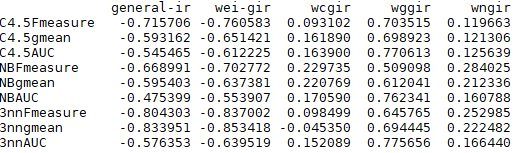 general-ir wei-gir wcgir wggir wngir
C4.5Fmeasure -0.715706 -0.760583 0.093102 0.703515 0.119663
C4.5gmean -0.593162 -0.651421 0.161890 0.698923 0.121306
C4.5AUC -0.545465 -0.612225 0.163900 0.770613 0.125639
NBFmeasure -0.668991 -0.702772 0.229735 0.509098 0.284025
NBgmean -0.595403 -0.637381 0.220769 0.612041 0.212336
NBAUC -0.475399 -0.553907 0.170590 0.762341 0.160788
3nnFmeasure -0.804303 -0.837002 0.098499 0.645765 0.252985
3nngmean -0.833951 -0.853418 -0.045350 0.694445 0.222482
3nnAUC -0.576353 -0.639519 0.152089 0.775656 0.166440